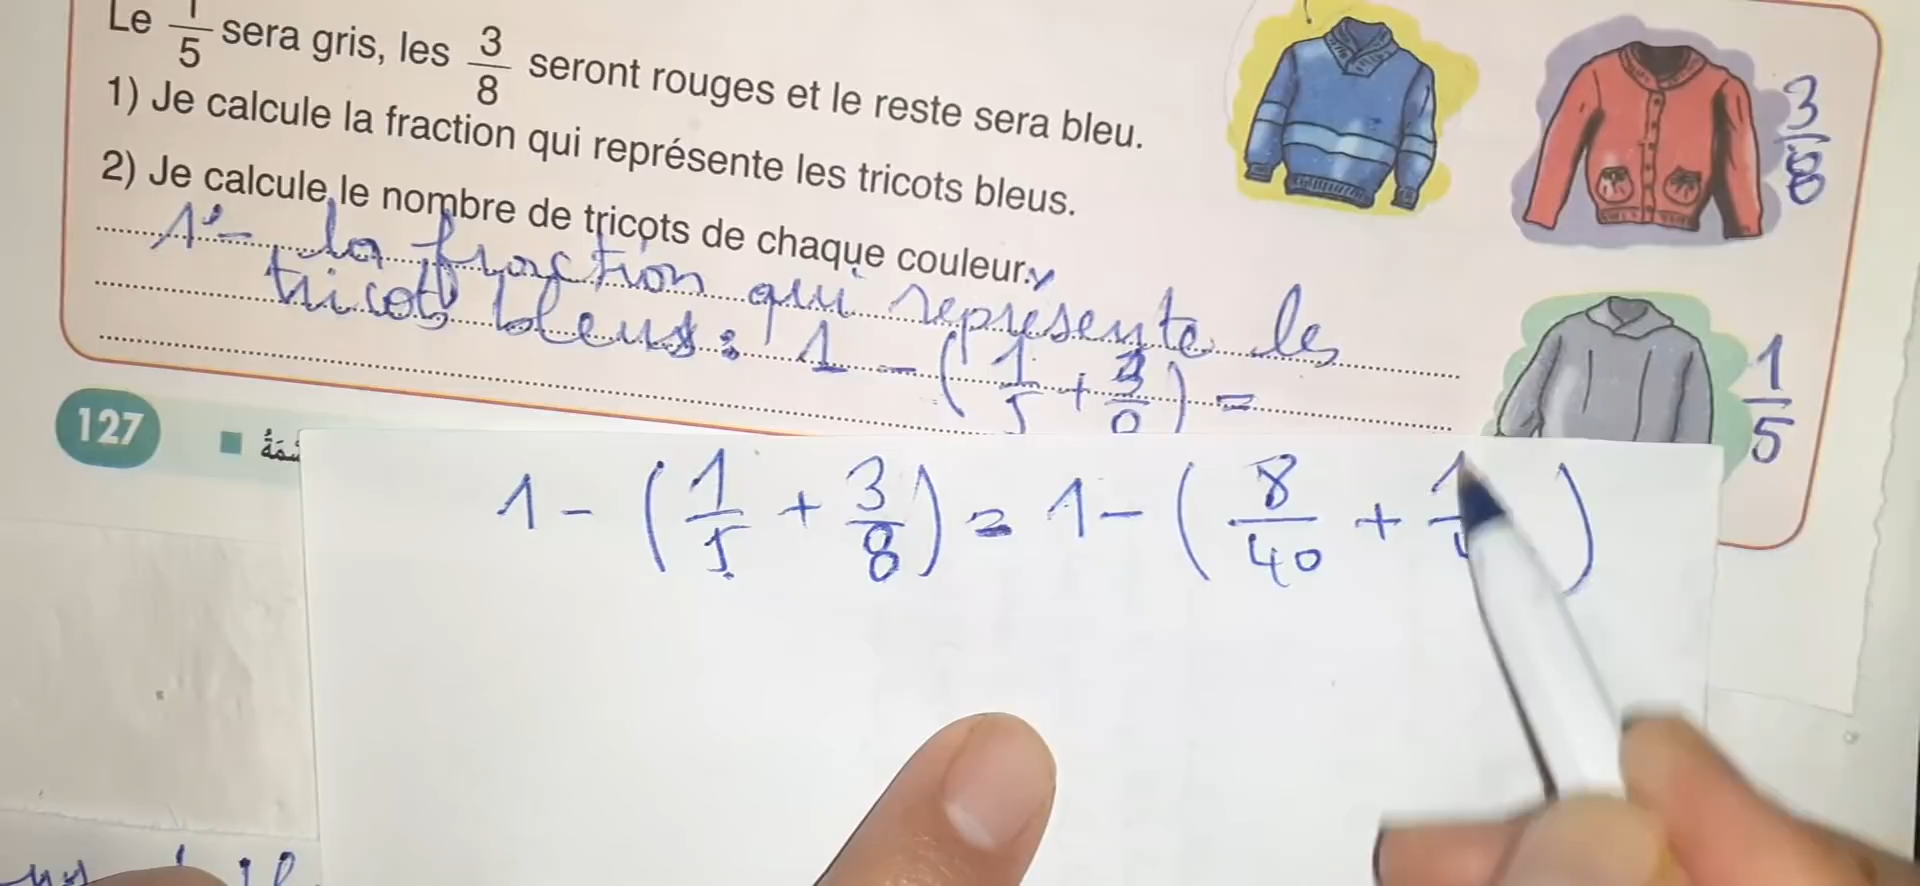 Le 1/5 sera gris, les 3/8 seront rouges et le reste sera bleu.
1) Je calcule la fraction qui représente les tricots bleus.
2) Je calcule le nombre de tricots de chaque couleur.
3/8
1/5
1°- la fraction qui représente les
tricots bleus : 1 - (1/5 + 3/8) =
127
1 - (1/5 + 3/8) = 1 - (8/40 + 1